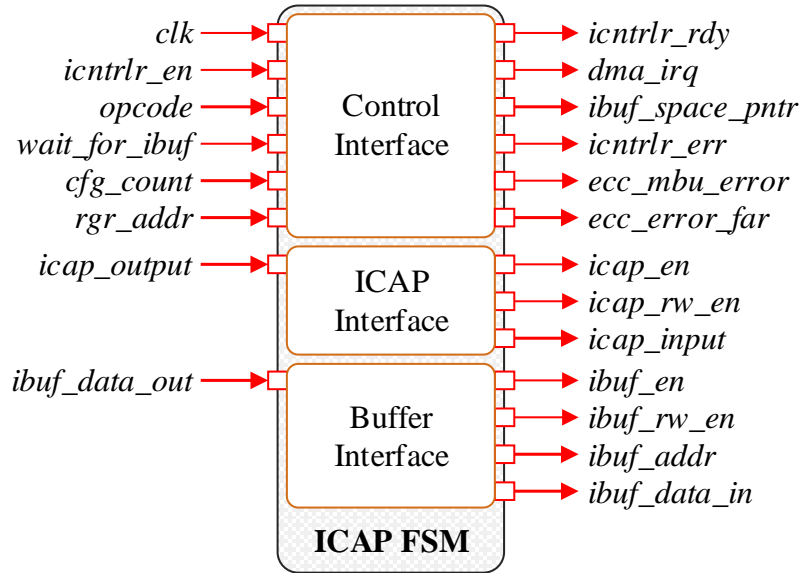 clk
icntrlr_en
opcode
wait_for_ibuf
cfg_count
rgr_addr
Control
Interface
icntrlr_rdy
dma_irq
ibuf_space_pntr
icntrlr_err
ecc_mbu_error
ecc_error_far
icap_output
ICAP
Interface
icap_en
icap_rw_en
icap_input
ibuf_data_out
Buffer
Interface
ibuf_en
ibuf_rw_en
ibuf_addr
ibuf_data_in
ICAP FSM